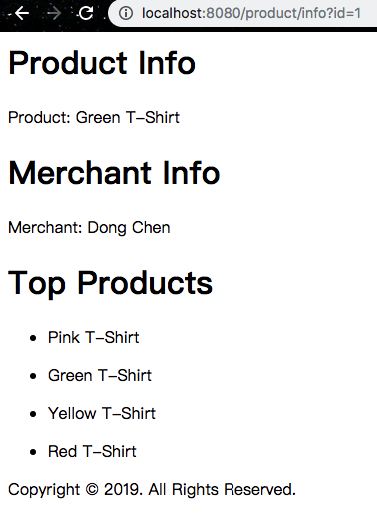 localhost:8080/product/info?id=1
Product Info
Product: Green T-Shirt
Merchant Info
Merchant: Dong Chen
Top Products
Pink T-Shirt
Green T-Shirt
Yellow T-Shirt
Red T-Shirt
Copyright © 2019. All Rights Reserved.